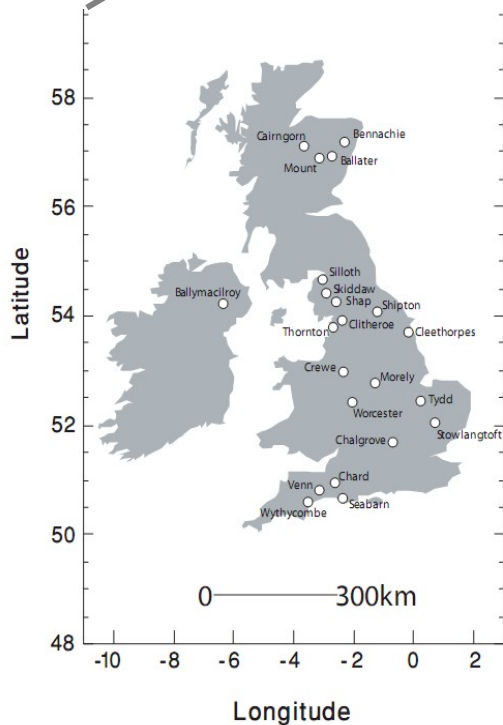 58
Bennachie
Cairngorn
Ballater
Mount
56
Silloth
Skiddaw
Ballymacilroy
Shap
Shipton
54
Clitheroe
Thornton
Cleethorpes
Crewe
Morely
Tydd
52
Worcester
Stowlangtoft
Chalgrove
Chard
Venn
Seabarn
50
Wythycombe
0 300km
48
-10 -8 -6 -4 -2 0 2
Latitude
Longitude